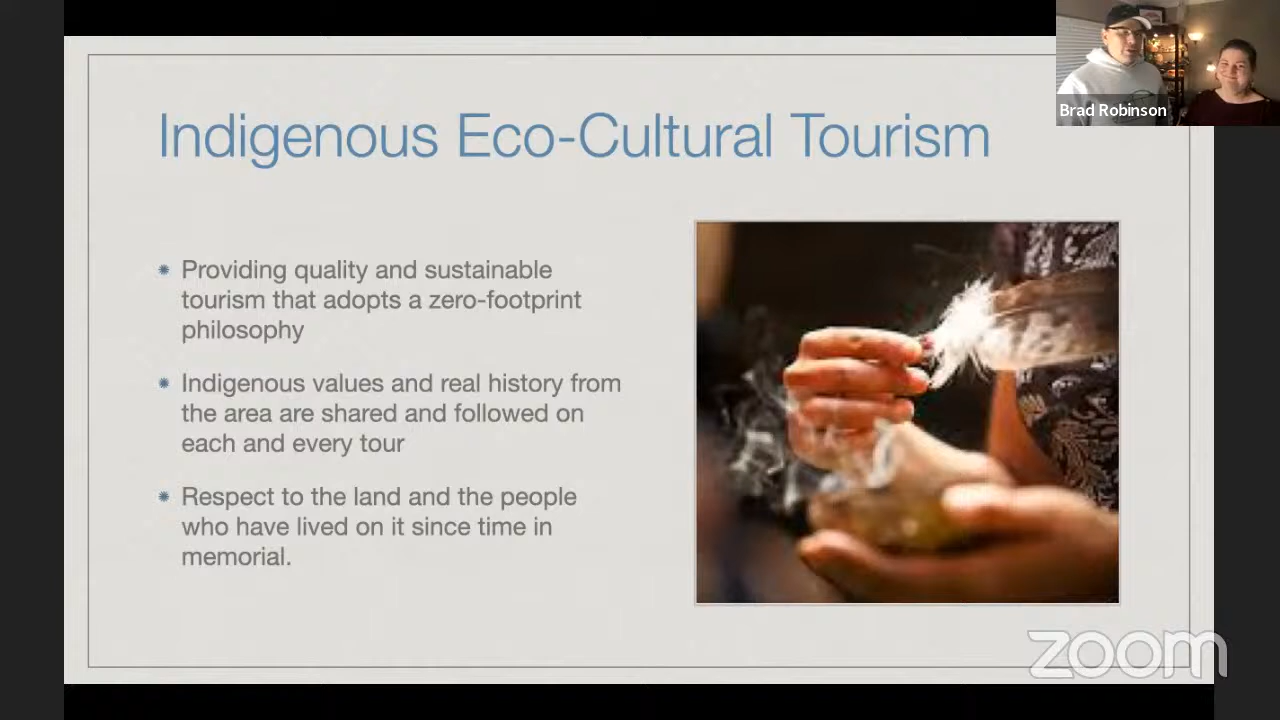 Indigenous Eco-Cultural Tourism
Providing quality and sustainable
tourism that adopts a zero-footprint
philosophy
Indigenous values and real history from
the area are shared and followed on
each and every tour
Respect to the land and the people
who have lived on it since time in
memorial.
Brad Robinson
zoom